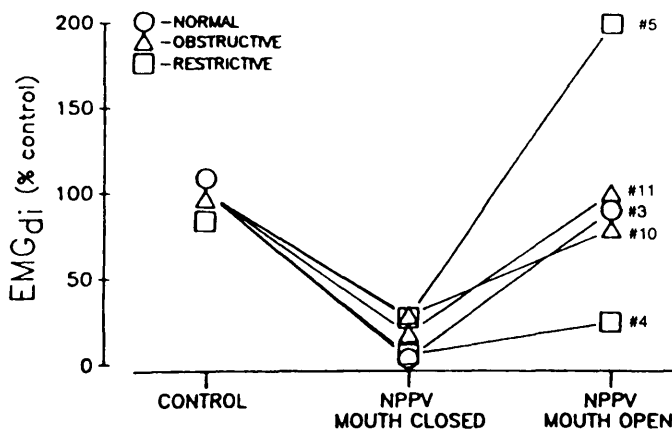 200
150
100
50
0
EMGdi (% control)
○ - NORMAL
△ - OBSTRUCTIVE
□ - RESTRICTIVE
#5
#11
#3
#10
#4
CONTROL
NPPV
MOUTH CLOSED
NPPV
MOUTH OPEN